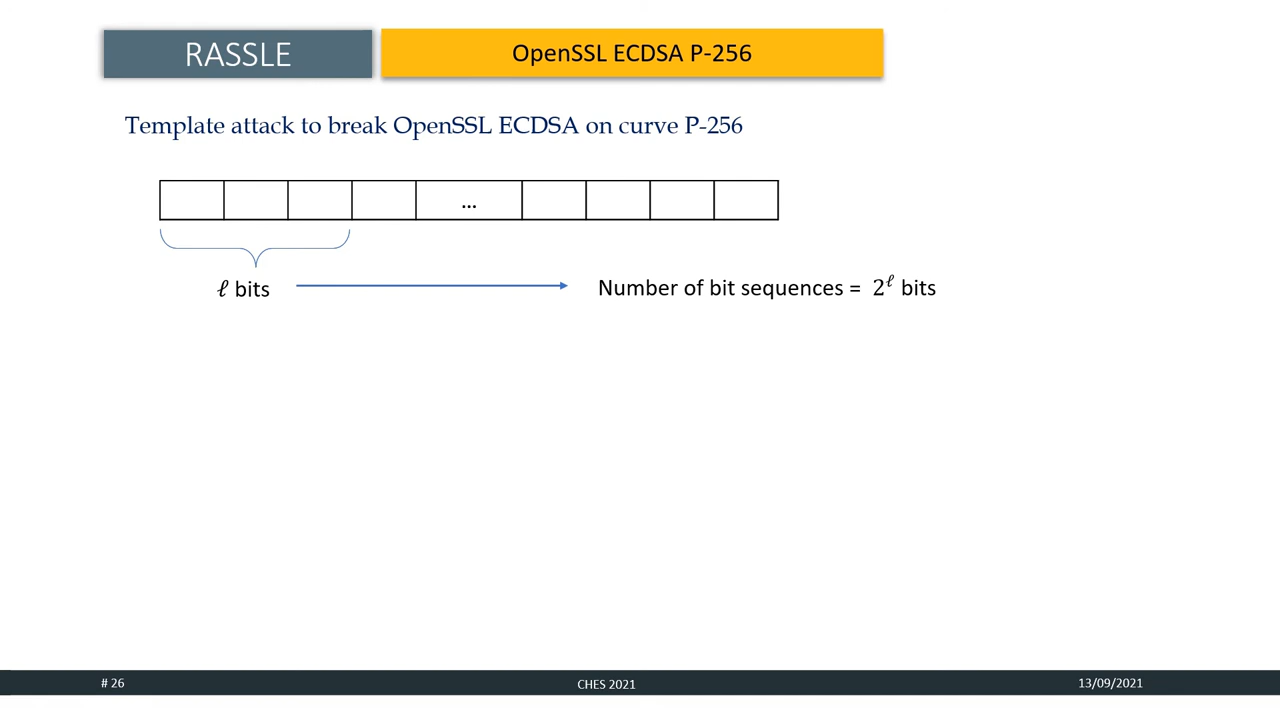 RASSLE
OpenSSL ECDSA P-256
Template attack to break OpenSSL ECDSA on curve P-256
...
ℓ bits
Number of bit sequences = 2^ℓ bits
# 26
CHES 2021
13/09/2021